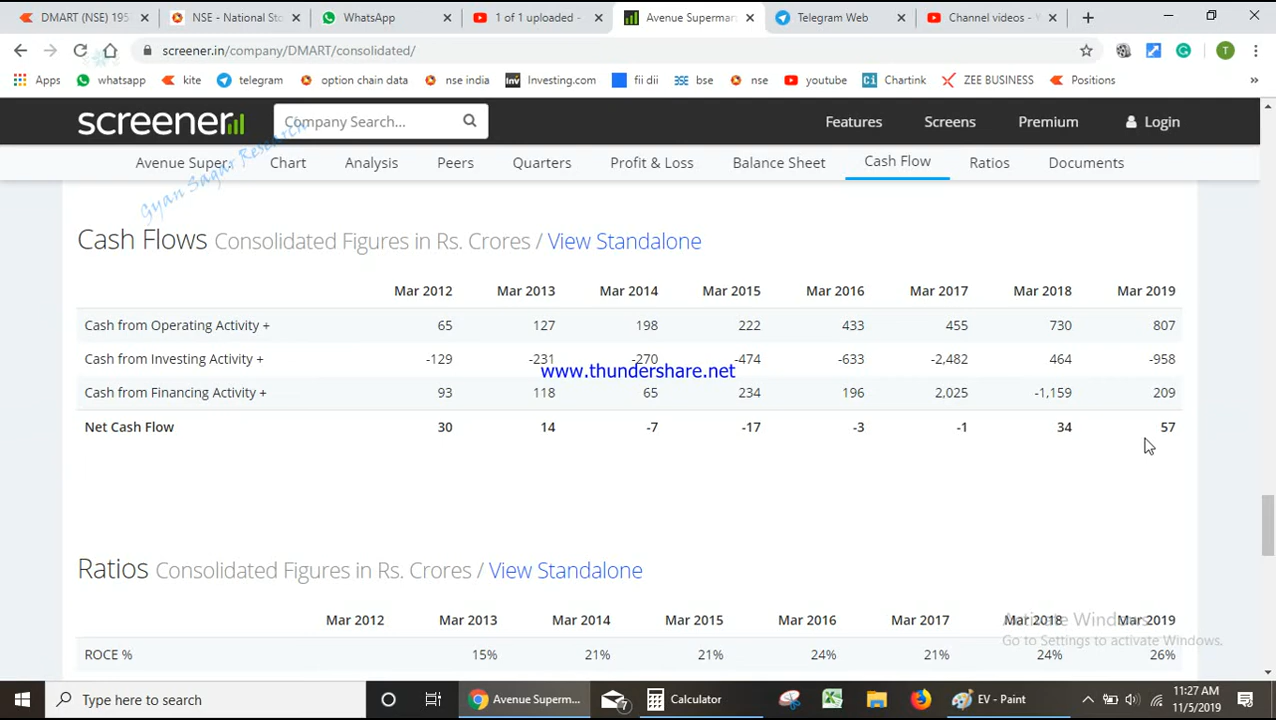 DMART (NSE) 195
NSE - National St
WhatsApp
1 of 1 uploaded -
Avenue Supermar
Telegram Web
Channel videos -
screener.in/company/DMART/consolidated/
T
Apps whatsapp kite telegram option chain data nse india Investing.com fii dii bse nse youtube Chartink ZEE BUSINESS Positions »
screener Company Search... Features Screens Premium Login
Avenue Super. Chart Analysis Peers Quarters Profit & Loss Balance Sheet Cash Flow Ratios Documents
Gyan Sagar Research
Cash Flows Consolidated Figures in Rs. Crores / View Standalone
Mar 2012 Mar 2013 Mar 2014 Mar 2015 Mar 2016 Mar 2017 Mar 2018 Mar 2019
Cash from Operating Activity + 65 127 198 222 433 455 730 807
Cash from Investing Activity + -129 -231 -270 -474 -633 -2,482 464 -958
www.thundershare.net
Cash from Financing Activity + 93 118 65 234 196 2,025 -1,159 209
Net Cash Flow 30 14 -7 -17 -3 -1 34 57
Ratios Consolidated Figures in Rs. Crores / View Standalone
Mar 2012 Mar 2013 Mar 2014 Mar 2015 Mar 2016 Mar 2017 Mar 2018 Mar 2019
Activate Windows
Go to Settings to activate Windows.
ROCE % 15% 21% 21% 24% 21% 24% 26%
Type here to search
Avenue Superm...
7
Calculator
EV - Paint
11:27 AM
11/5/2019